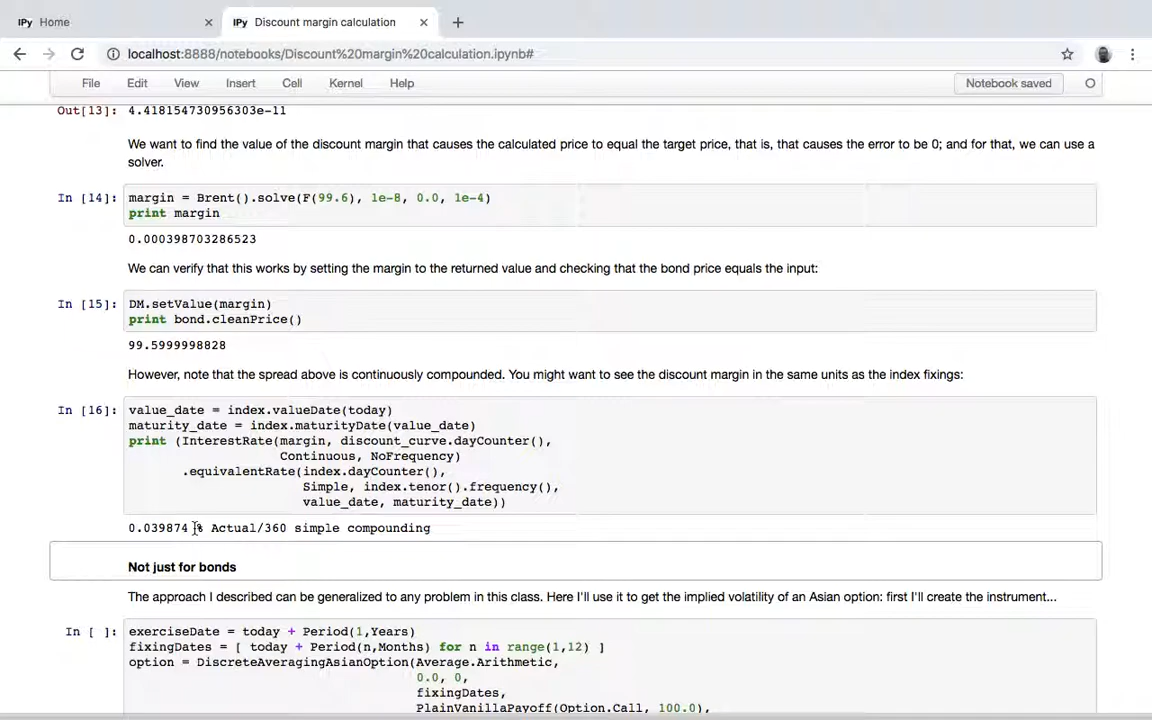 IPy Home ×
IPy Discount margin calculation × +
localhost:8888/notebooks/Discount%20margin%20calculation.ipynb#
File Edit View Insert Cell Kernel Help Notebook saved
Out[13]: 4.418154730956303e-11
We want to find the value of the discount margin that causes the calculated price to equal the target price, that is, that causes the error to be 0; and for that, we can use a
solver.
In [14]: margin = Brent().solve(F(99.6), 1e-8, 0.0, 1e-4)
print margin
0.000398703286523
We can verify that this works by setting the margin to the returned value and checking that the bond price equals the input:
In [15]: DM.setValue(margin)
print bond.cleanPrice()
99.5999998828
However, note that the spread above is continuously compounded. You might want to see the discount margin in the same units as the index fixings:
In [16]: value_date = index.valueDate(today)
maturity_date = index.maturityDate(value_date)
print (InterestRate(margin, discount_curve.dayCounter(),
Continuous, NoFrequency)
.equivalentRate(index.dayCounter(),
Simple, index.tenor().frequency(),
value_date, maturity_date))
0.039874 % Actual/360 simple compounding
Not just for bonds
The approach I described can be generalized to any problem in this class. Here I'll use it to get the implied volatility of an Asian option: first I'll create the instrument...
In [ ]: exerciseDate = today + Period(1,Years)
fixingDates = [ today + Period(n,Months) for n in range(1,12) ]
option = DiscreteAveragingAsianOption(Average.Arithmetic,
0.0, 0,
fixingDates,
PlainVanillaPayoff(Option.Call, 100.0),